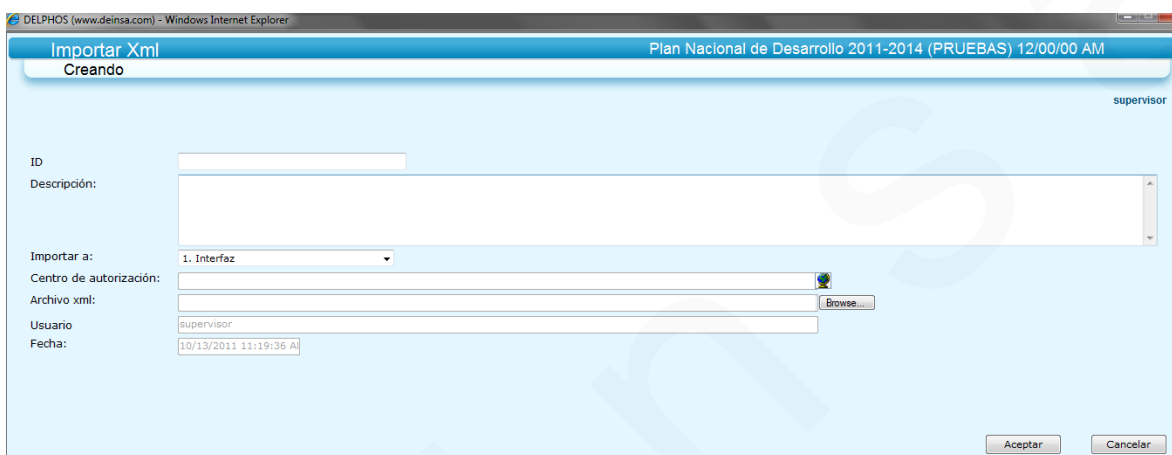 DELPHOS (www.deinsa.com) - Windows Internet Explorer
Importar Xml Plan Nacional de Desarrollo 2011-2014 (PRUEBAS) 12/00/00 AM
Creando
supervisor
ID
Descripción:
Importar a: 1. Interfaz
Centro de autorización:
Archivo xml: Browse...
Usuario supervisor
Fecha: 10/13/2011 11:19:36 AM
Aceptar Cancelar